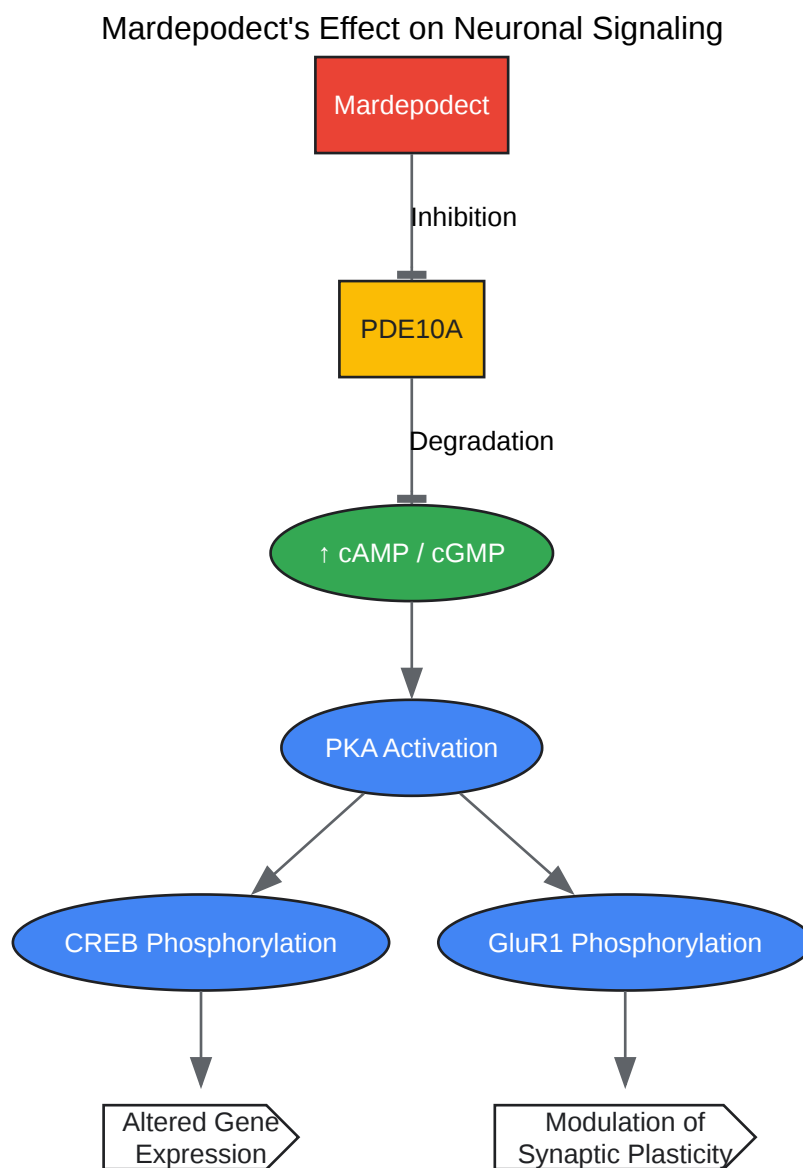 Mardepodect's Effect on Neuronal Signaling
Mardepodect
Inhibition
PDE10A
Degradation
↑ cAMP / cGMP
PKA Activation
CREB Phosphorylation
GluR1 Phosphorylation
Altered Gene
Expression
Modulation of
Synaptic Plasticity